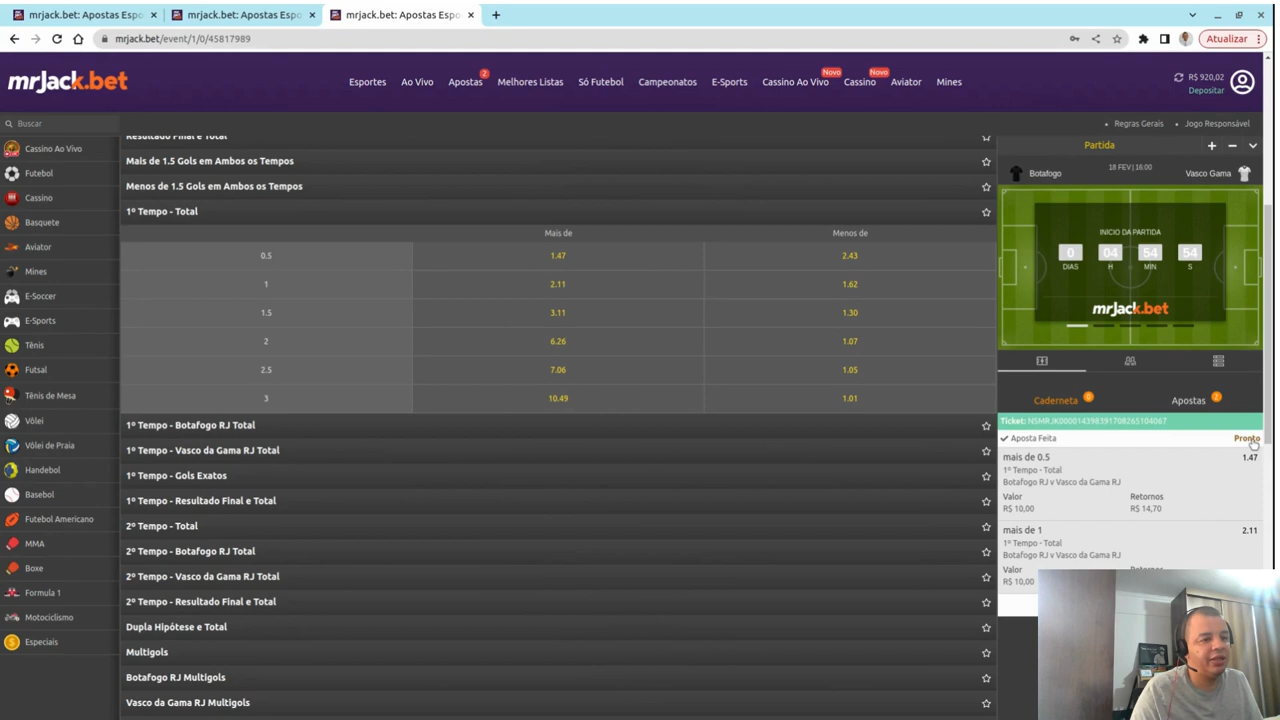 mrjack.bet: Apostas Espo
mrjack.bet: Apostas Espo
mrjack.bet: Apostas Espo
mrjack.bet/event/1/0/45817989
Atualizar
mrJack.bet
Esportes
Ao Vivo
Apostas
2
Melhores Listas
Só Futebol
Campeonatos
E-Sports
Cassino Ao Vivo
Novo
Cassino
Novo
Aviator
Mines
R$ 920,02
Depositar
Buscar
Regras Gerais
Jogo Responsável
Cassino Ao Vivo
Futebol
Cassino
Basquete
Aviator
Mines
E-Soccer
E-Sports
Tênis
Futsal
Tênis de Mesa
Vôlei
Vôlei de Praia
Handebol
Basebol
Futebol Americano
MMA
Boxe
Formula 1
Motociclismo
Especiais
Resultado Final e Total
Mais de 1.5 Gols em Ambos os Tempos
Menos de 1.5 Gols em Ambos os Tempos
1º Tempo - Total
Mais de Menos de
0.5 1.47 2.43
1 2.11 1.62
1.5 3.11 1.30
2 6.26 1.07
2.5 7.06 1.05
3 10.49 1.01
1º Tempo - Botafogo RJ Total
1º Tempo - Vasco da Gama RJ Total
1º Tempo - Gols Exatos
1º Tempo - Resultado Final e Total
2º Tempo - Total
2º Tempo - Botafogo RJ Total
2º Tempo - Vasco da Gama RJ Total
2º Tempo - Resultado Final e Total
Dupla Hipótese e Total
Multigols
Botafogo RJ Multigols
Vasco da Gama RJ Multigols
Partida
Botafogo
18 FEV | 16:00
Vasco Gama
INICIO DA PARTIDA
0 04 54 54
DIAS H MIN S
mrJack.bet
Caderneta 0
Apostas 2
Ticket: NSMRJK00001439839170826S104067
Aposta Feita Pronto
mais de 0.5 1.47
1º Tempo - Total
Botafogo RJ v Vasco da Gama RJ
Valor Retornos
R$ 10,00 R$ 14,70
mais de 1 2.11
1º Tempo - Total
Botafogo RJ v Vasco da Gama RJ
Valor
R$ 10,00